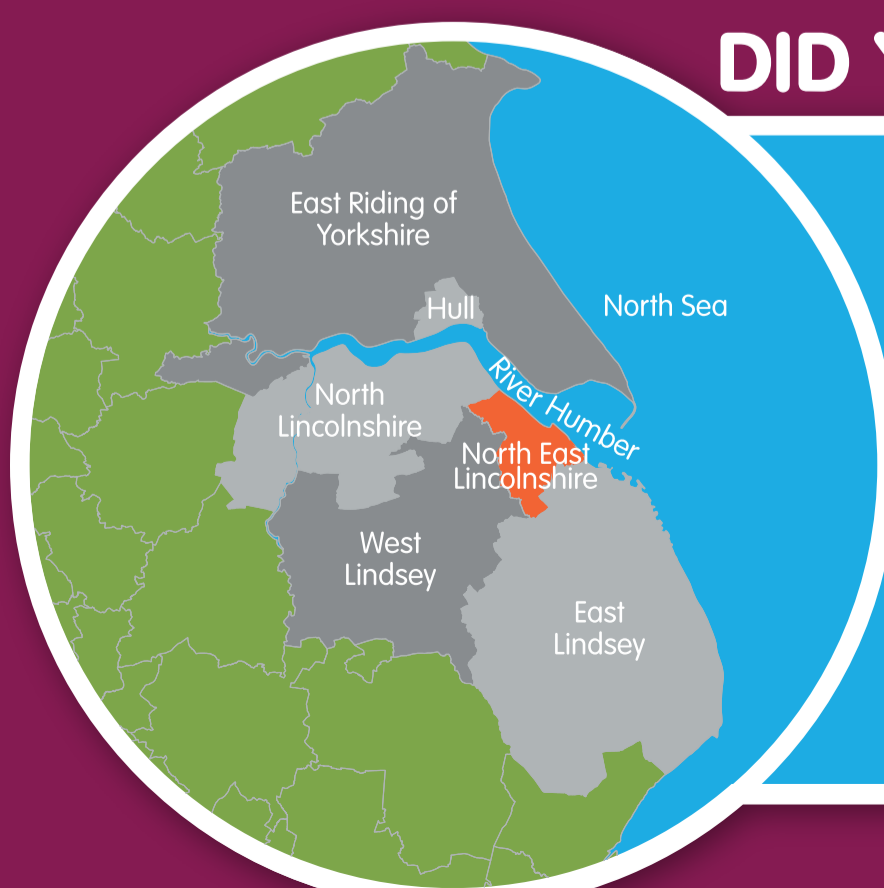 DID
East Riding of
Yorkshire
Hull
North Sea
River Humber
North
Lincolnshire
North East
Lincolnshire
West
Lindsey
East
Lindsey